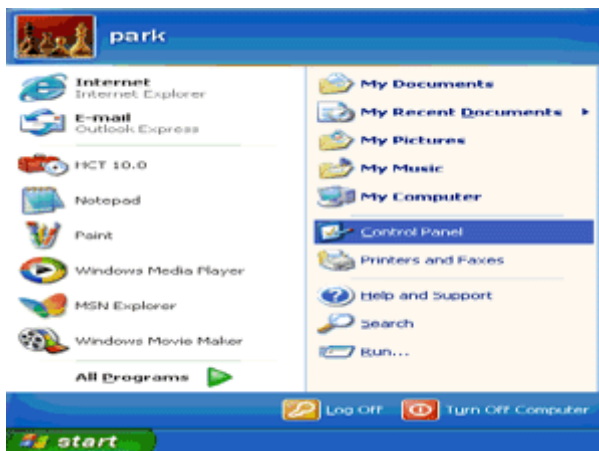 park
Internet
Internet Explorer
E-mail
Outlook Express
HCT 10.0
Notepad
Paint
Windows Media Player
MSN Explorer
Windows Movie Maker
All Programs
My Documents
My Recent Documents
My Pictures
My Music
My Computer
Control Panel
Printers and Faxes
Help and Support
Search
Run...
Log Off
Turn Off Computer
start